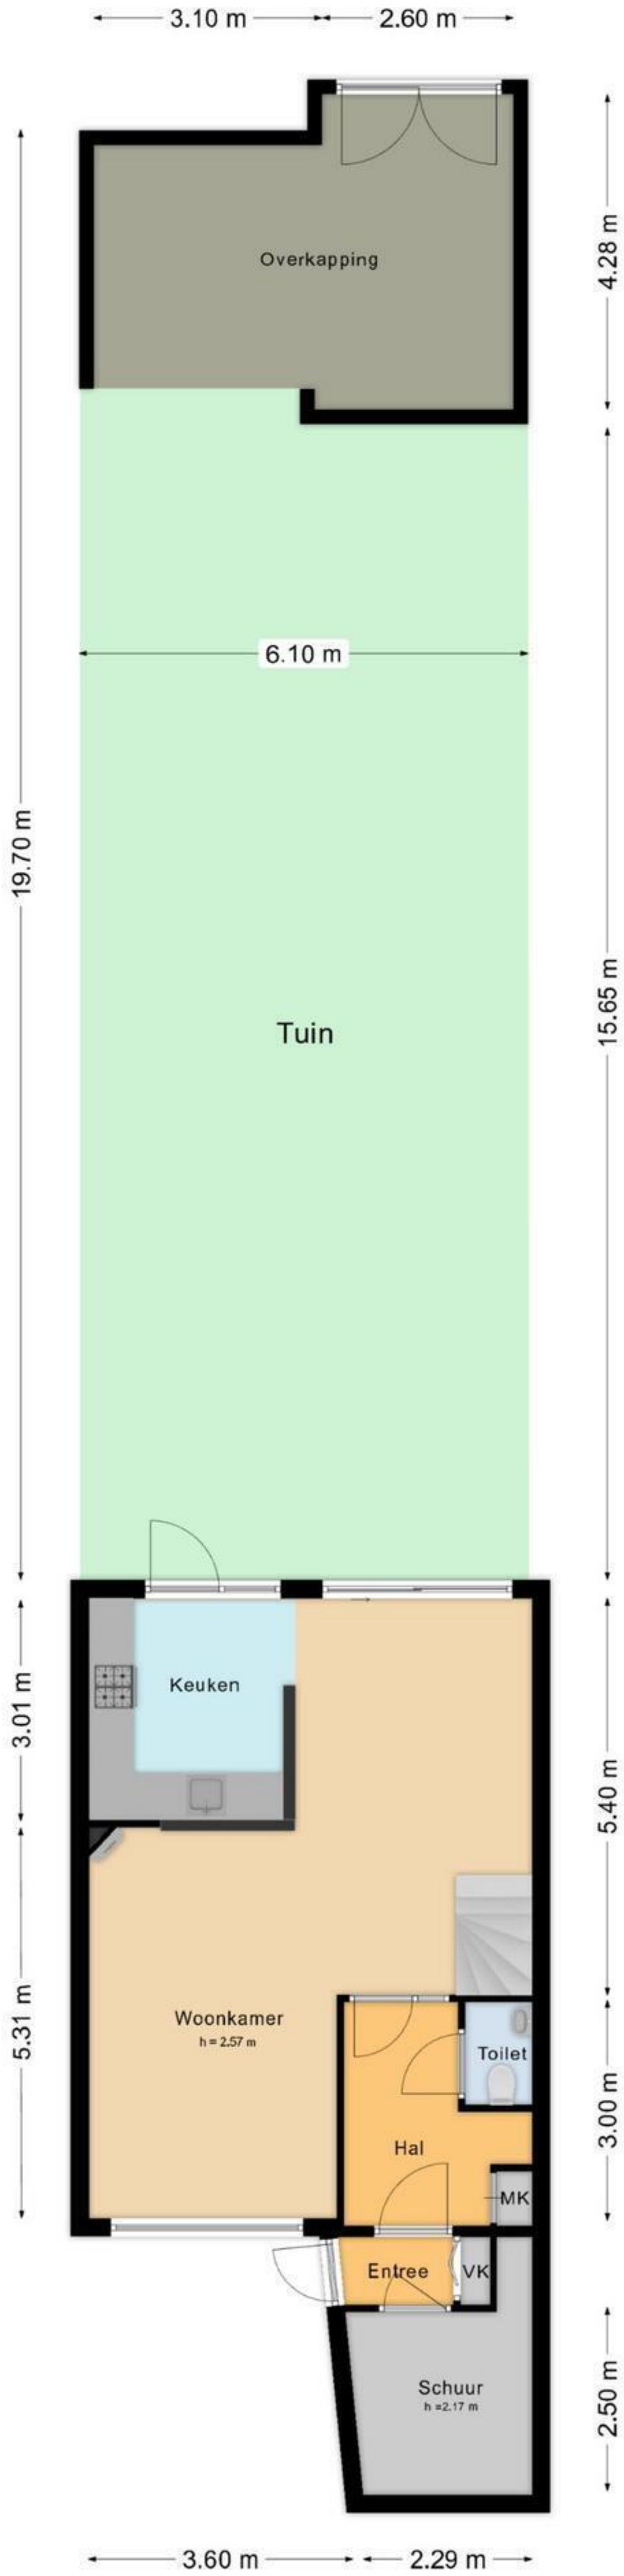 3.10 m
2.60 m
4.28 m
Overkapping
6.10 m
19.70 m
15.65 m
Tuin
Keuken
3.01 m
5.40 m
5.31 m
Woonkamer
h = 2.57 m
Toilet
3.00 m
Hal
MK
Entree
VK
Schuur
h =2.17 m
2.50 m
3.60 m
2.29 m